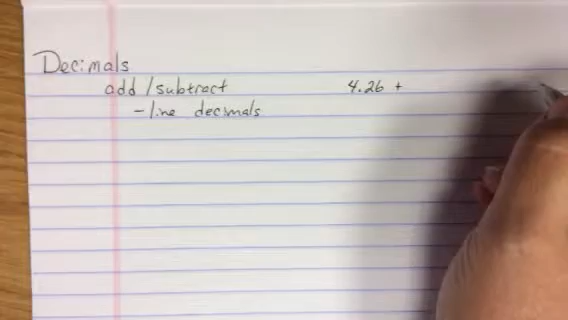 Decimals
add/subtract 4.26 +
- line decimals